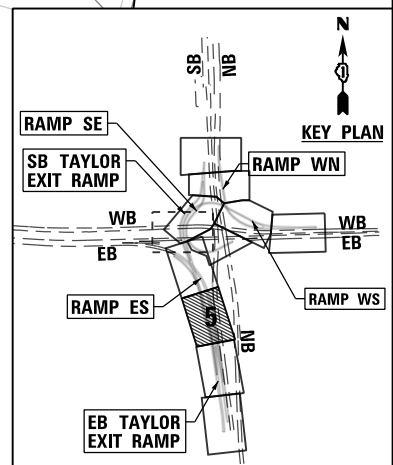 SB
NB
N
KEY PLAN
RAMP SE
SB TAYLOR
EXIT RAMP
RAMP WN
WB
EB
WB
EB
RAMP ES
RAMP WS
5
NB
EB TAYLOR
EXIT RAMP